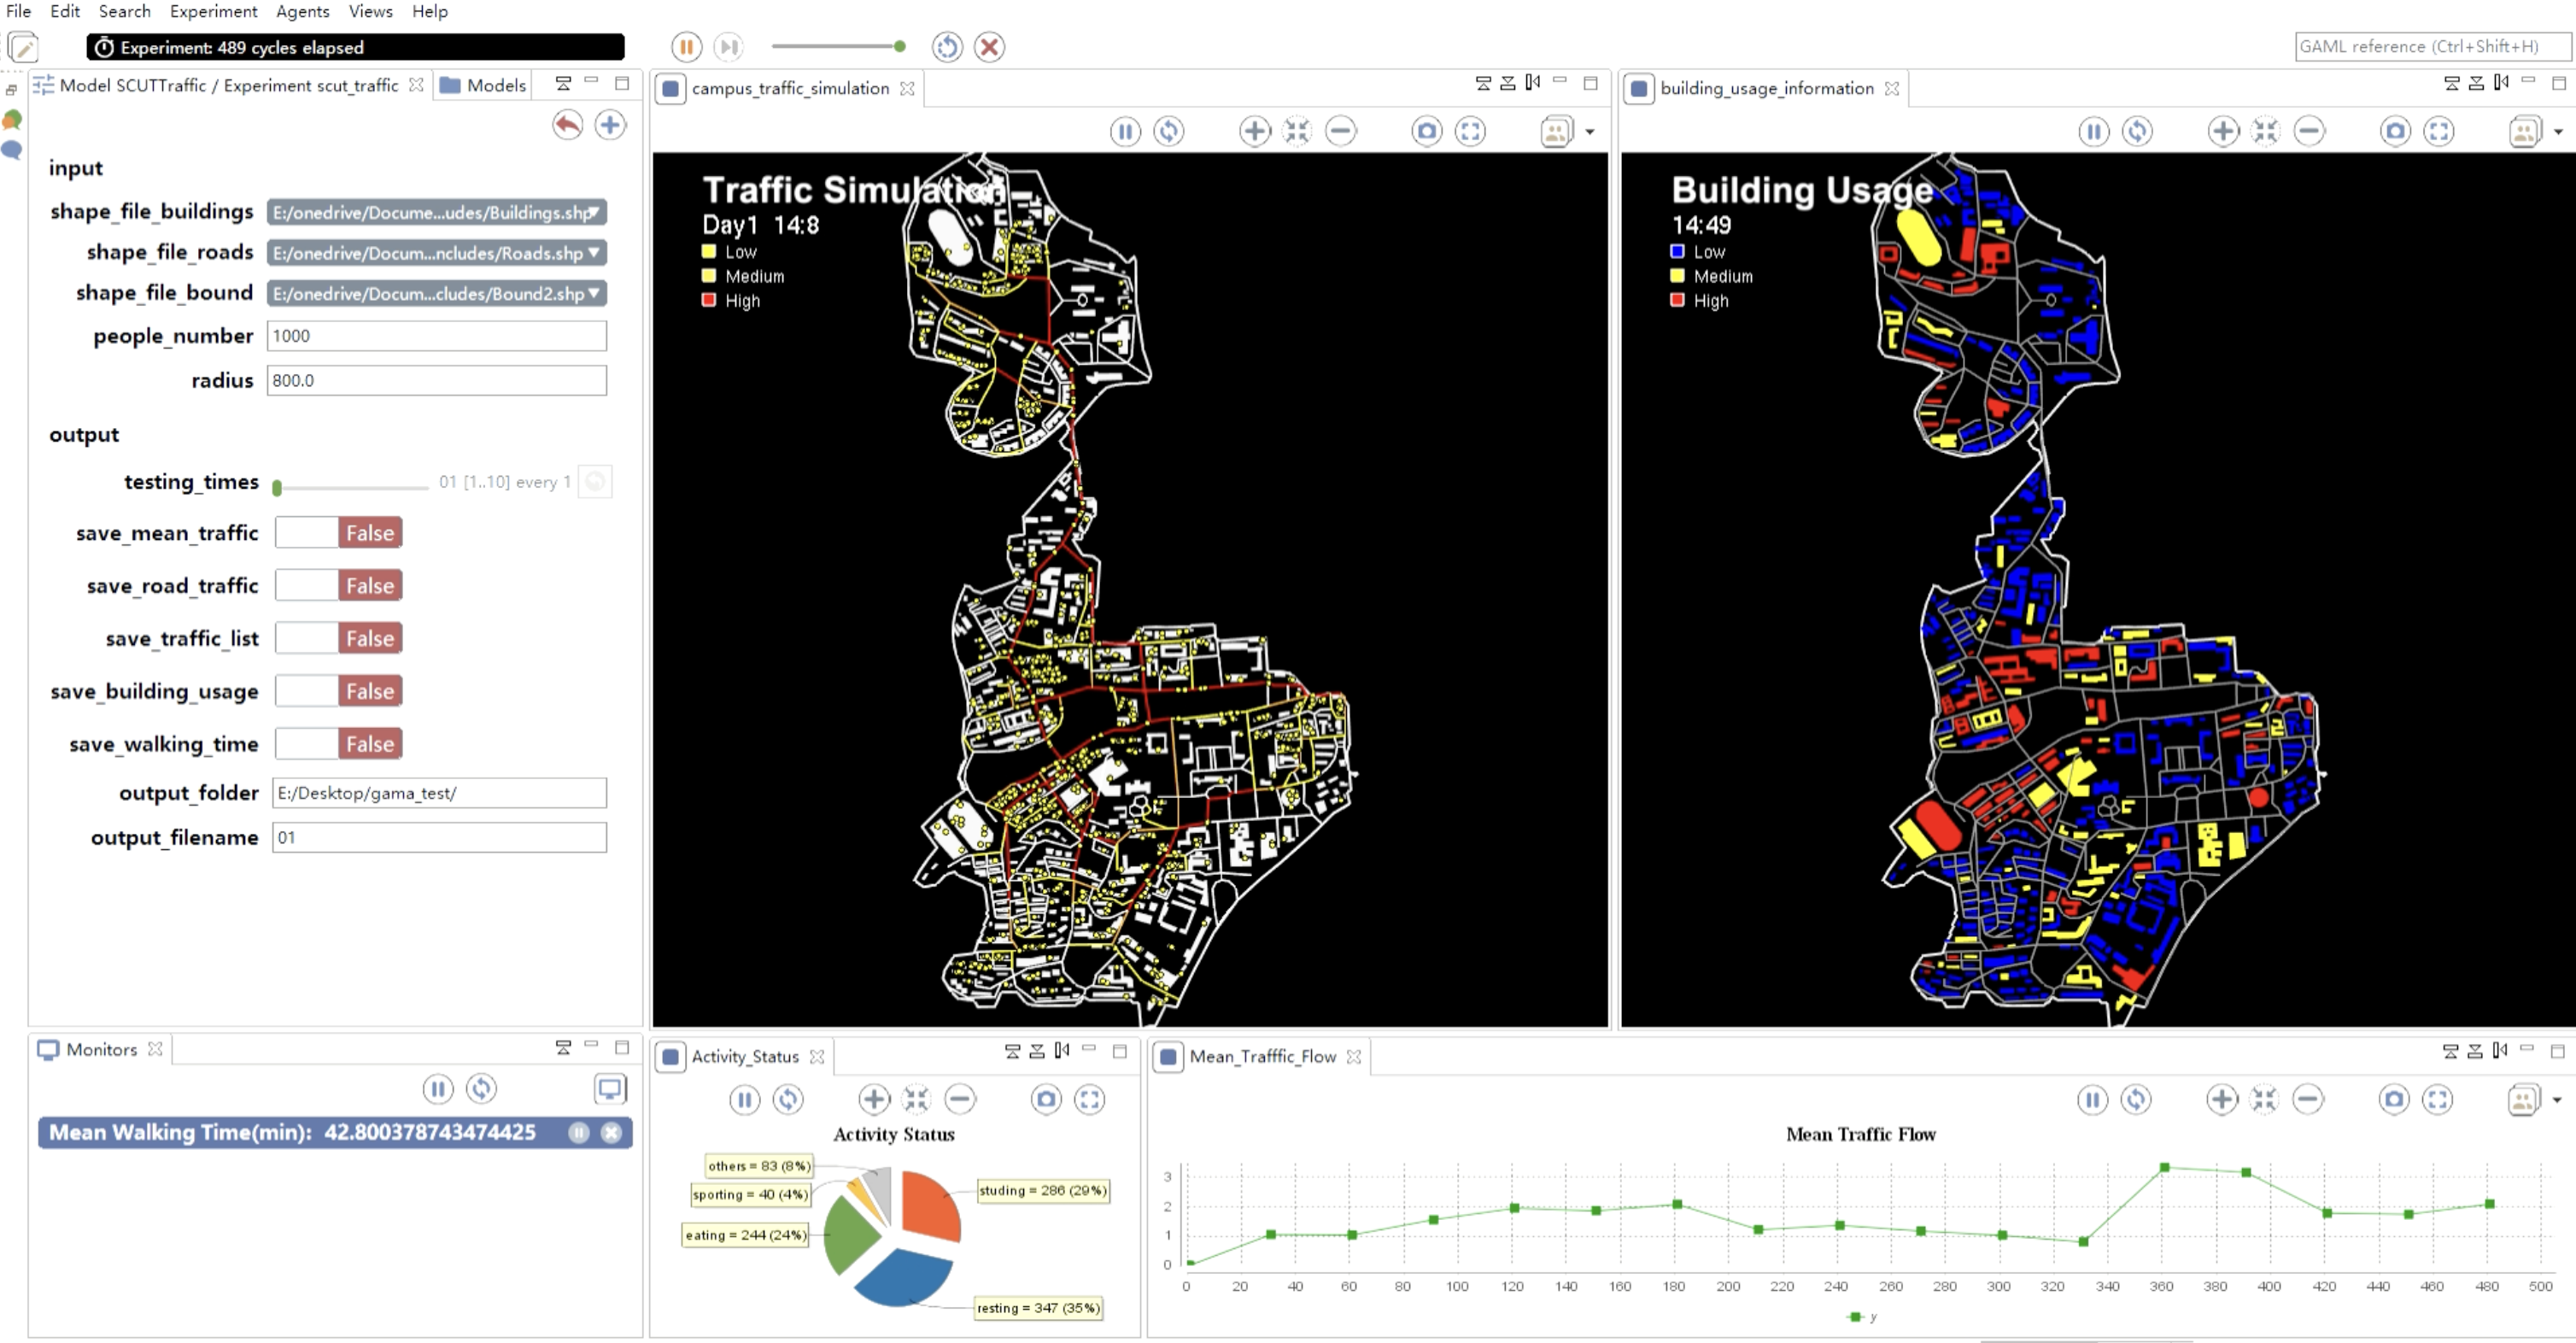 File Edit Search Experiment Agents Views Help
Experiment: 489 cycles elapsed
GAML reference (Ctrl+Shift+H)
Model SCUTTraffic / Experiment scut_traffic
Models
input
shape_file_buildings E:/onedrive/Docume...udes/Buildings.shp
shape_file_roads E:/onedrive/Docum...ncludes/Roads.shp
shape_file_bound E:/onedrive/Docum...cludes/Bound2.shp
people_number 1000
radius 800.0
output
testing_times 01 [1..10] every 1
save_mean_traffic False
save_road_traffic False
save_traffic_list False
save_building_usage False
save_walking_time False
output_folder E:/Desktop/gama_test/
output_filename 01
campus_traffic_simulation
Traffic Simulation
Day1 14:8
Low
Medium
High
building_usage_information
Building Usage
14:49
Low
Medium
High
Monitors
Mean Walking Time(min): 42.800378743474425
Activity_Status
Activity Status
others = 83 (8%)
sporting = 40 (4%)
studing = 286 (29%)
eating = 244 (24%)
resting = 347 (35%)
Mean_Trafffic_Flow
Mean Traffic Flow
3
2
1
0
0 20 40 60 80 100 120 140 160 180 200 220 240 260 280 300 320 340 360 380 400 420 440 460 480 500
y